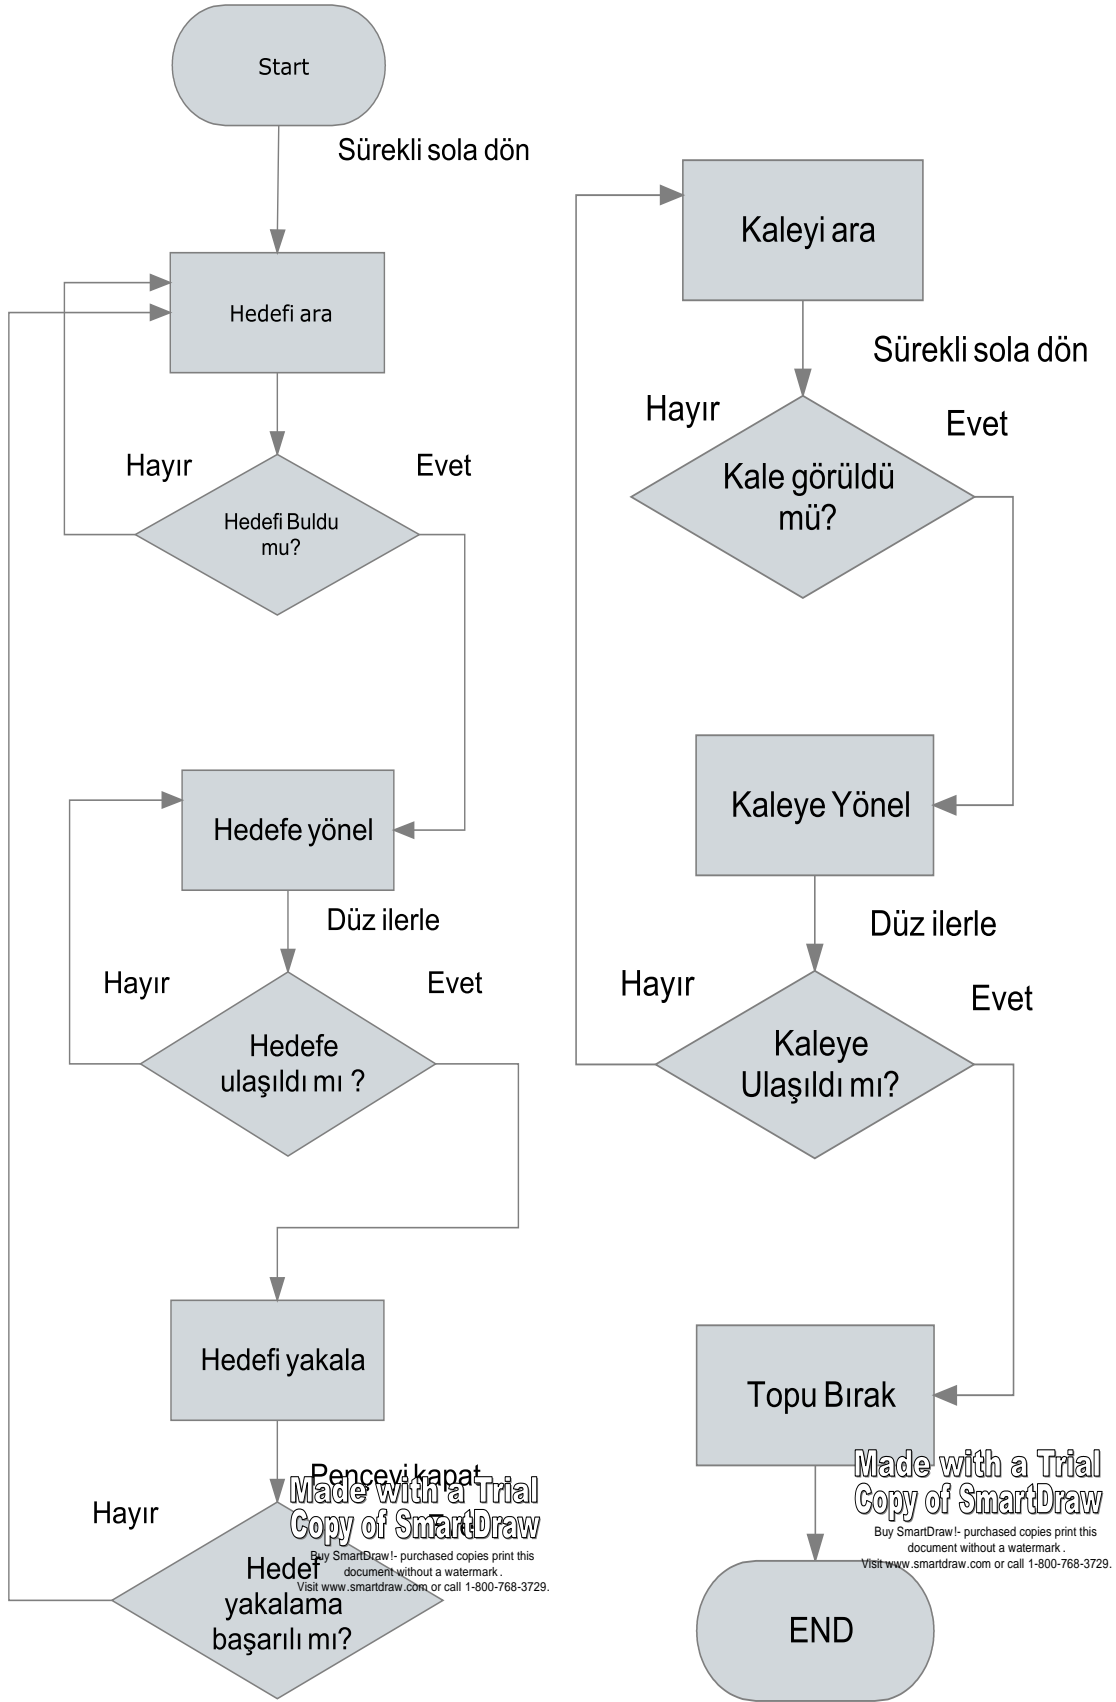 Start
Sürekli sola dön
Hedefi ara
Hayır
Evet
Hedefi Buldu
mu?
Hedefe yönel
Düz ilerle
Hayır
Evet
Hedefe
ulaşıldı mı ?
Hedefi yakala
Pençeyi kapat
Hayır
Evet
Hedef
yakalama
başarılı mı?
Made with a Trial
Copy of SmartDraw
Buy SmartDraw!- purchased copies print this
document without a watermark .
Visit www.smartdraw.com or call 1-800-768-3729.
Kaleyi ara
Sürekli sola dön
Hayır
Evet
Kale görüldü
mü?
Kaleye Yönel
Düz ilerle
Hayır
Evet
Kaleye
Ulaşıldı mı?
Topu Bırak
Made with a Trial
Copy of SmartDraw
Buy SmartDraw!- purchased copies print this
document without a watermark .
Visit www.smartdraw.com or call 1-800-768-3729.
END